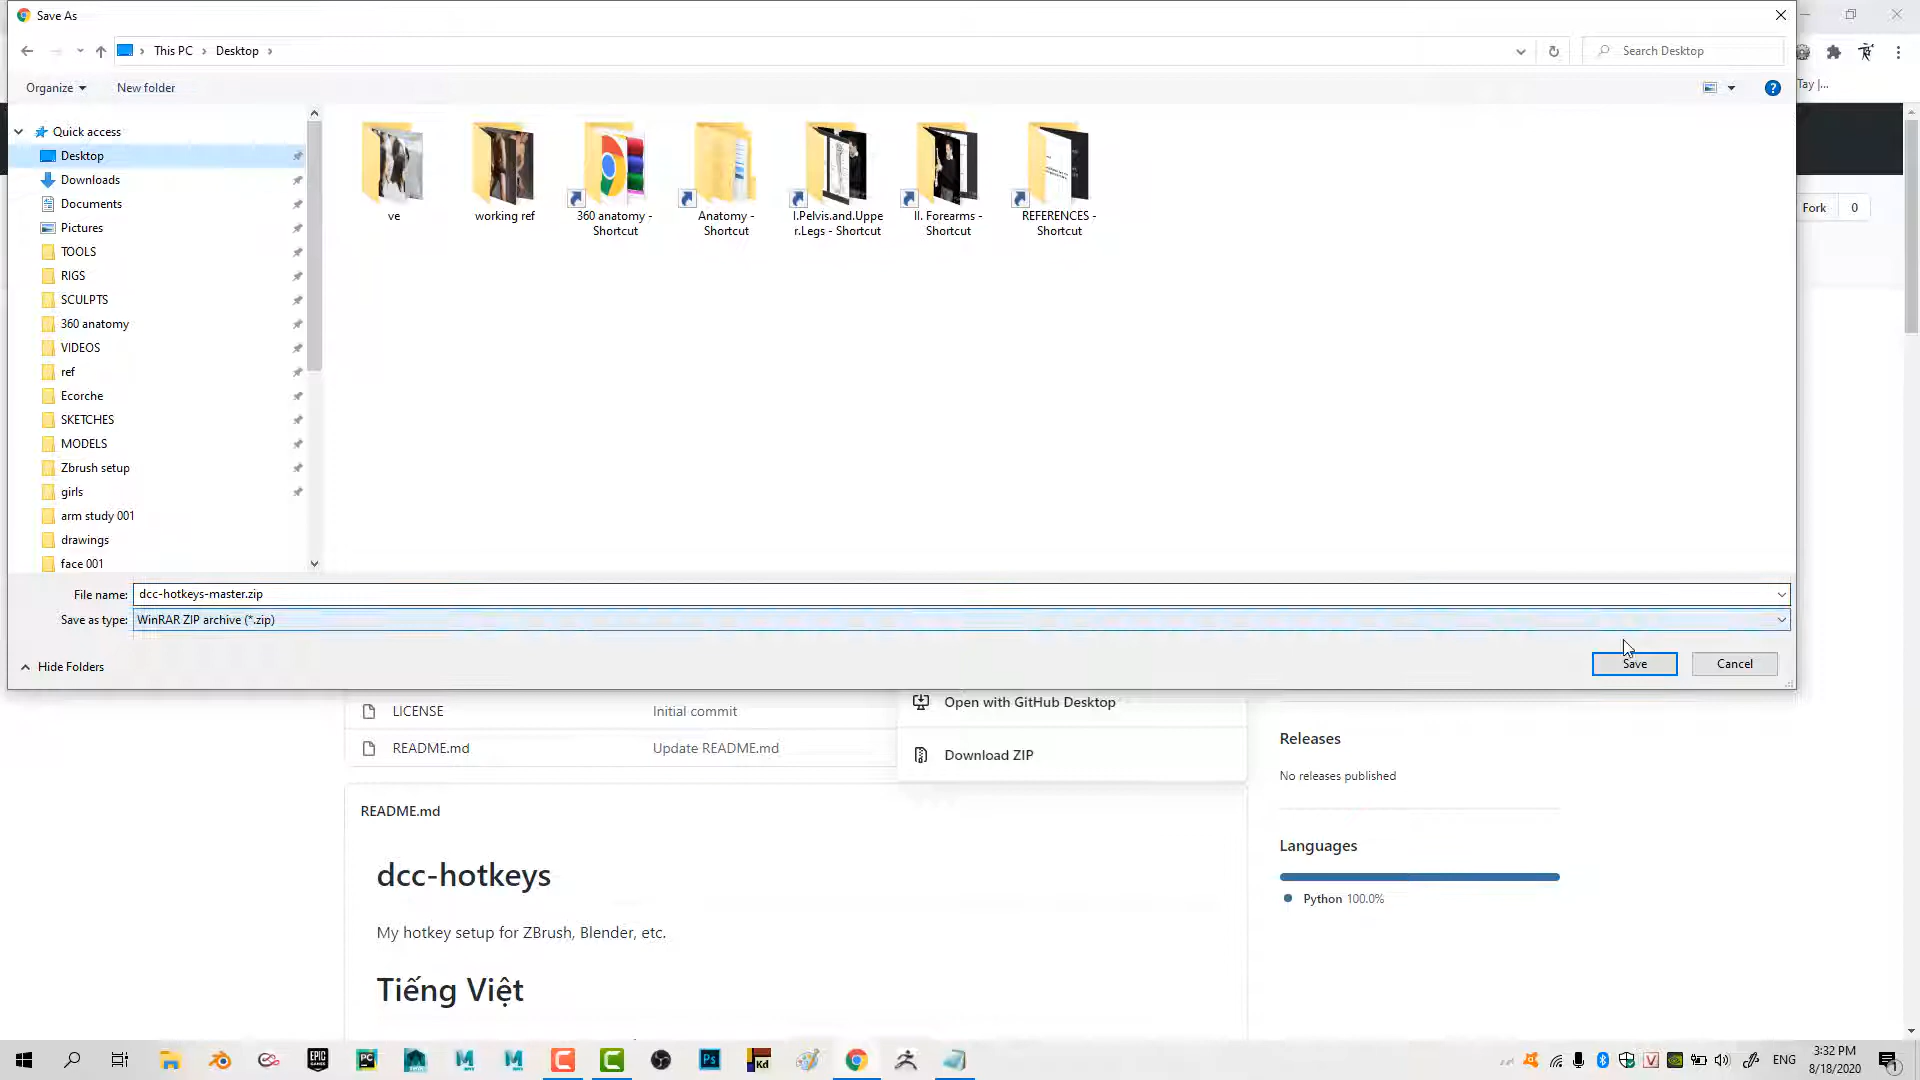 Save As
This PC
Desktop
Search Desktop
Organize
New folder
Tay |...
Quick access
Desktop
Downloads
Documents
Pictures
TOOLS
RIGS
SCULPTS
360 anatomy
VIDEOS
ref
Ecorche
SKETCHES
MODELS
Zbrush setup
girls
arm study 001
drawings
face 001
ve
working ref
360 anatomy -
Shortcut
Anatomy -
Shortcut
I.Pelvis.and.Uppe
r.Legs - Shortcut
II. Forearms -
Shortcut
REFERENCES -
Shortcut
Fork 0
File name: dcc-hotkeys-master.zip
Save as type: WinRAR ZIP archive (*.zip)
Hide Folders
Save
Cancel
Open with GitHub Desktop
LICENSE Initial commit
README.md Update README.md
Download ZIP
Releases
No releases published
Languages
Python 100.0%
README.md
dcc-hotkeys
My hotkey setup for ZBrush, Blender, etc.
Tiếng Việt
EPIC
GAMES
PC
Ps
Kd
ENG
3:32 PM
8/18/2020